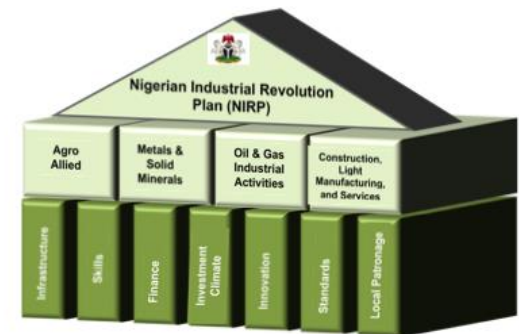 Nigerian Industrial Revolution
Plan (NIRP)
Agro
Allied
Metals &
Solid
Minerals
Oil & Gas
Industrial
Activities
Construction,
Light
Manufacturing,
and Services
Infrastructure
Skills
Finance
Investment
Climate
Innovation
Standards
Local Patronage